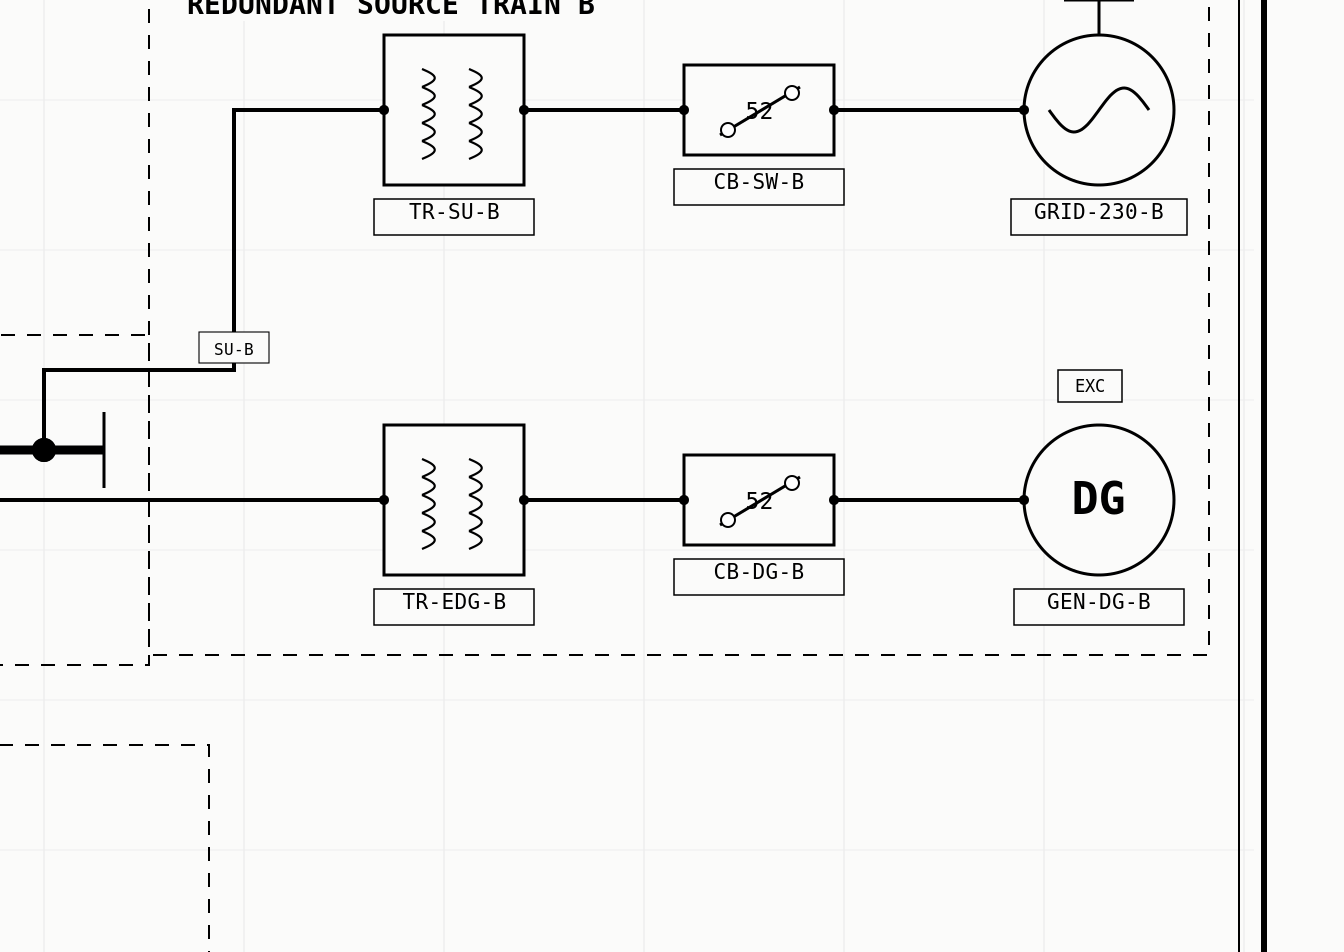 REDUNDANT SOURCE TRAIN B
52
TR-SU-B
CB-SW-B
GRID-230-B
SU-B
EXC
52
DG
TR-EDG-B
CB-DG-B
GEN-DG-B